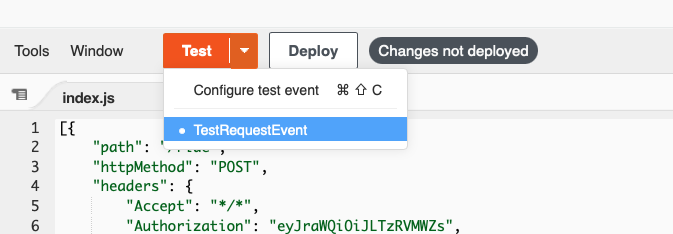 Tools Window Test Deploy Changes not deployed
Configure test event ⌘ ⇧ C
index.js
TestRequestEvent
1 [{
2 "path":
3 "httpMethod": "POST",
4 "headers": {
5 "Accept": "*/*",
6 "Authorization": "eyJraWQiOiJLTzRVMWZs",